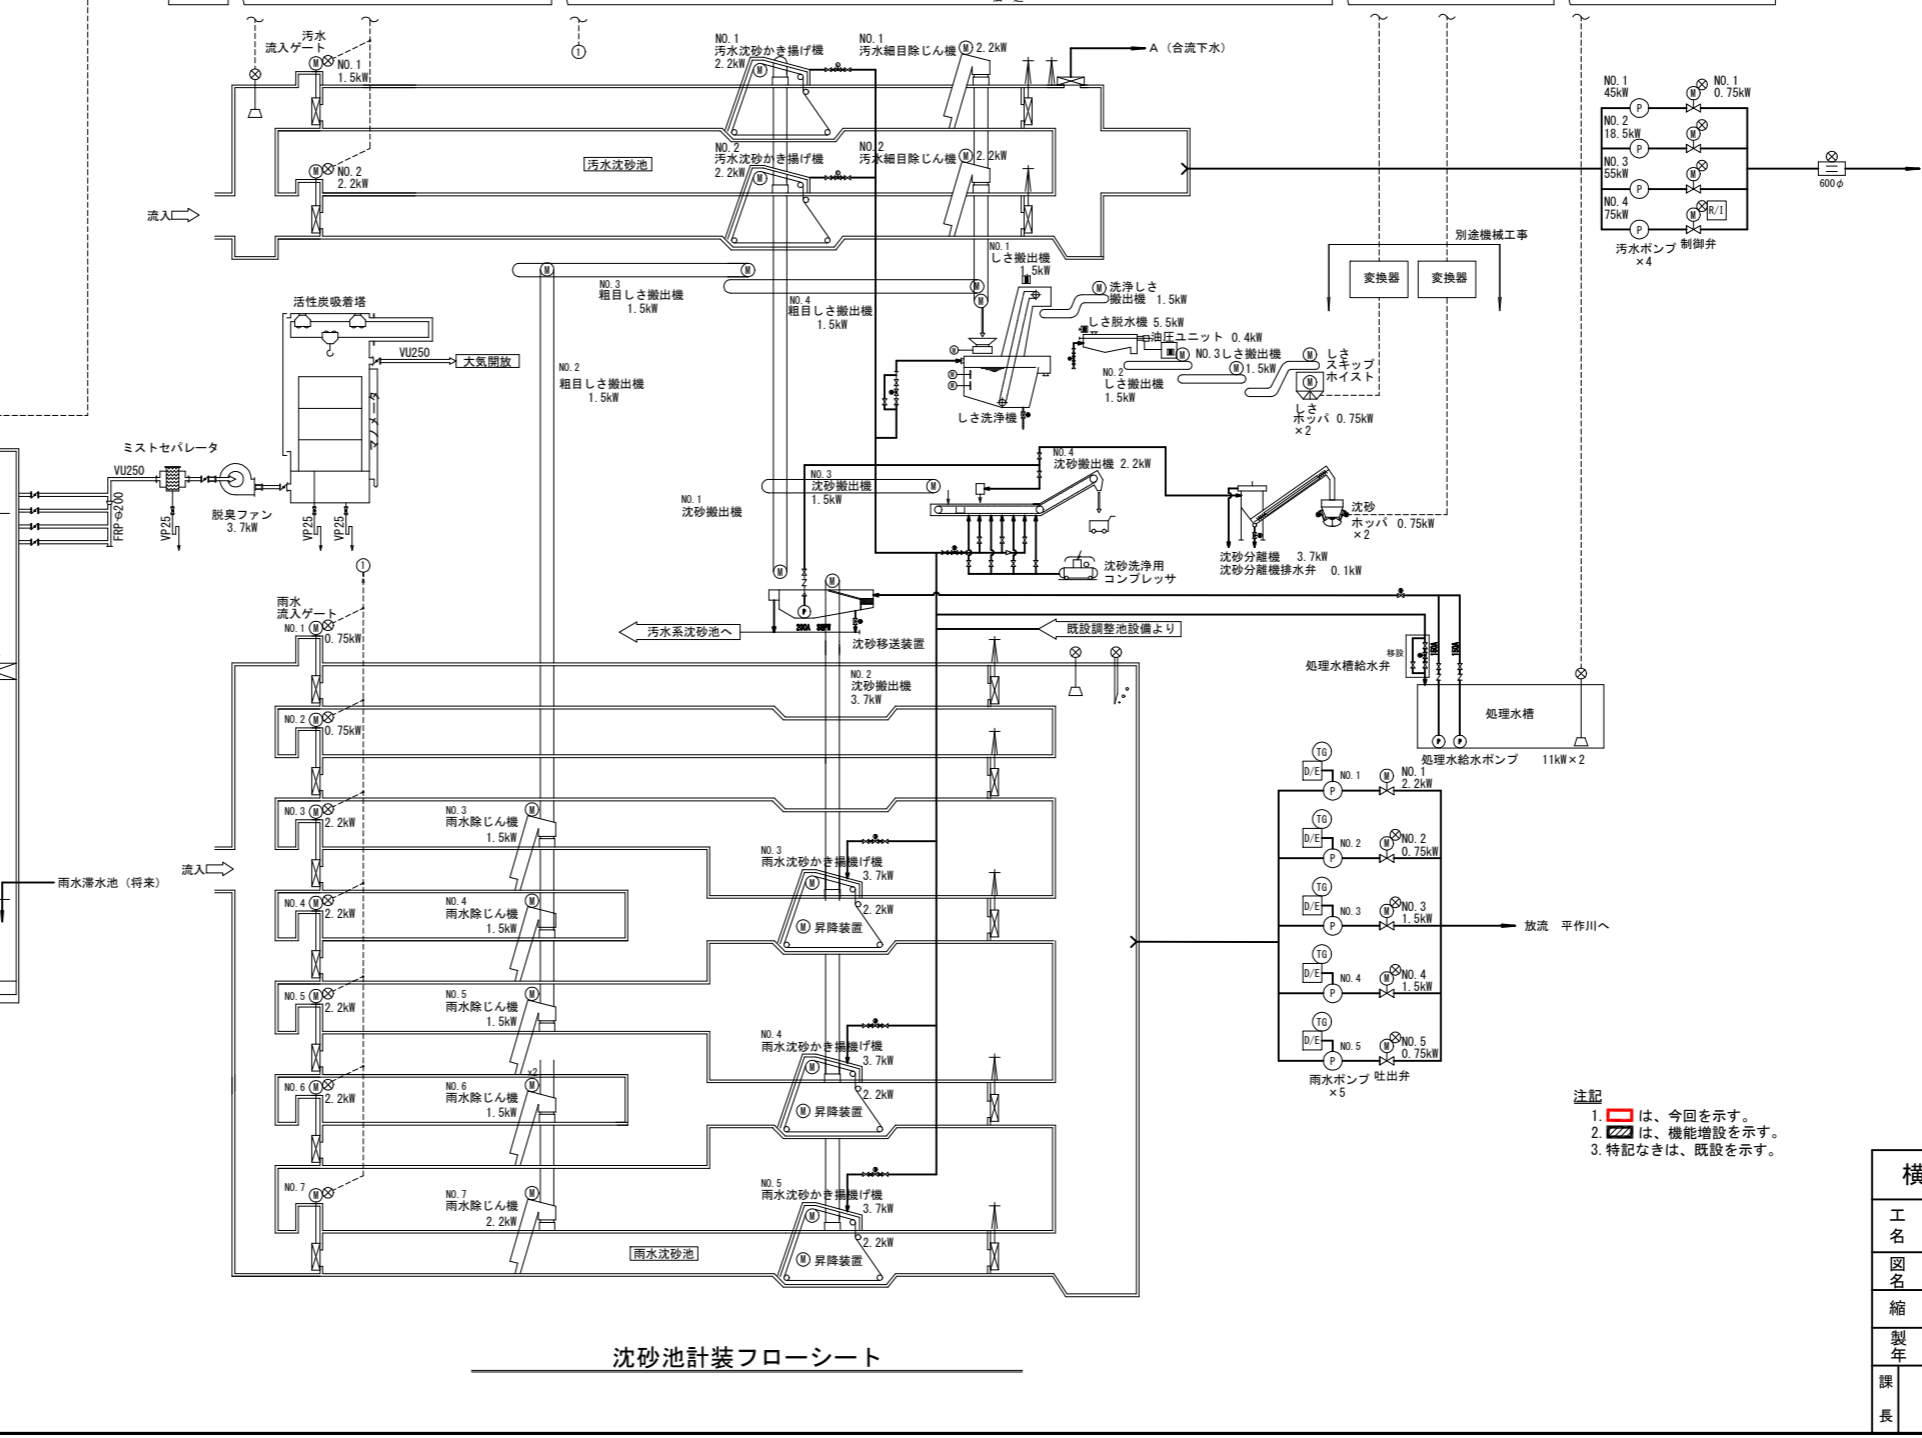 汚水
流入ゲート
NO.1
1.5kW
NO.2
2.2kW
流入
①
NO.1
汚水沈砂かき揚げ機
2.2kW
NO.1
汚水細目除じん機
2.2kW
A (合流下水)
汚水沈砂池
NO.2
汚水沈砂かき揚げ機
2.2kW
NO.2
汚水細目除じん機
2.2kW
NO.1
45kW
NO.1
0.75kW
NO.2
18.5kW
NO.3
55kW
NO.4
75kW
R/I
汚水ポンプ
×4
制御弁
600φ
別途機械工事
変換器
変換器
NO.3
粗目しさ搬出機
1.5kW
NO.4
粗目しさ搬出機
1.5kW
NO.1
しさ搬出機
1.5kW
洗浄しさ
搬出機 1.5kW
しさ脱水機 5.5kW
油圧ユニット 0.4kW
NO.3しさ搬出機
1.5kW
NO.2
しさ搬出機
1.5kW
しさ
スキップ
ホイスト
しさ
ホッパ 0.75kW
×2
しさ洗浄機
活性炭吸着塔
VU250
大気開放
NO.2
粗目しさ搬出機
1.5kW
ミストセパレータ
VU250
FRP-φ200
VP25
脱臭ファン
3.7kW
VP25
VP25
NO.1
沈砂搬出機
NO.3
沈砂搬出機
1.5kW
NO.4
沈砂搬出機 2.2kW
沈砂洗浄用
コンプレッサ
沈砂
ホッパ 0.75kW
×2
沈砂分離機 3.7kW
沈砂分離機排水弁 0.1kW
①
雨水
流入ゲート
NO.1
0.75kW
汚水系沈砂池へ
沈砂移送装置
既設調整池設備より
NO.2
沈砂搬出機
3.7kW
移設
150A
150A
処理水槽給水弁
処理水槽
処理水給水ポンプ 11kW×2
NO.2
0.75kW
NO.3
2.2kW
NO.3
雨水除じん機
1.5kW
流入
雨水滞水池（将来）
NO.3
雨水沈砂かき揚機げ機
3.7kW
2.2kW
昇降装置
NO.4
2.2kW
NO.4
雨水除じん機
1.5kW
NO.5
2.2kW
NO.5
雨水除じん機
1.5kW
NO.4
雨水沈砂かき揚機げ機
3.7kW
2.2kW
昇降装置
NO.6
2.2kW
×2
NO.6
雨水除じん機
1.5kW
NO.7
NO.7
雨水除じん機
2.2kW
NO.5
雨水沈砂かき揚機げ機
3.7kW
2.2kW
昇降装置
雨水沈砂池
TG
D/E
NO.1
NO.1
2.2kW
TG
D/E
NO.2
NO.2
0.75kW
TG
D/E
NO.3
NO.3
1.5kW
TG
D/E
NO.4
NO.4
1.5kW
TG
D/E
NO.5
NO.5
0.75kW
雨水ポンプ
×5
吐出弁
放流 平作川へ
注記
1. は、今回を示す。
2. は、機能増設を示す。
3.特記なきは、既設を示す。
横
工
名
図
名
縮
製
年
課
長
沈砂池計装フローシート